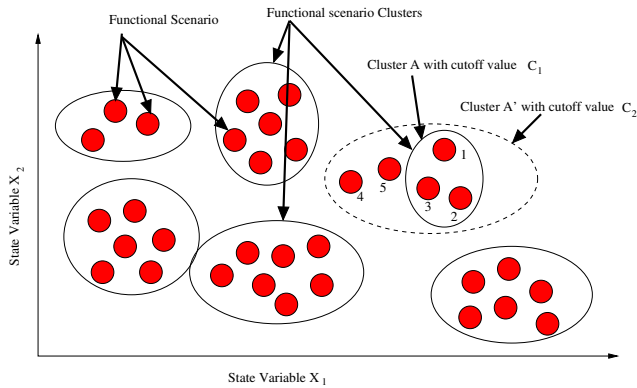 Functional Scenario
Functional scenario Clusters
Cluster A with cutoff value C1
Cluster A' with cutoff value C2
1
5
4
3
2
State Variable X2
State Variable X1